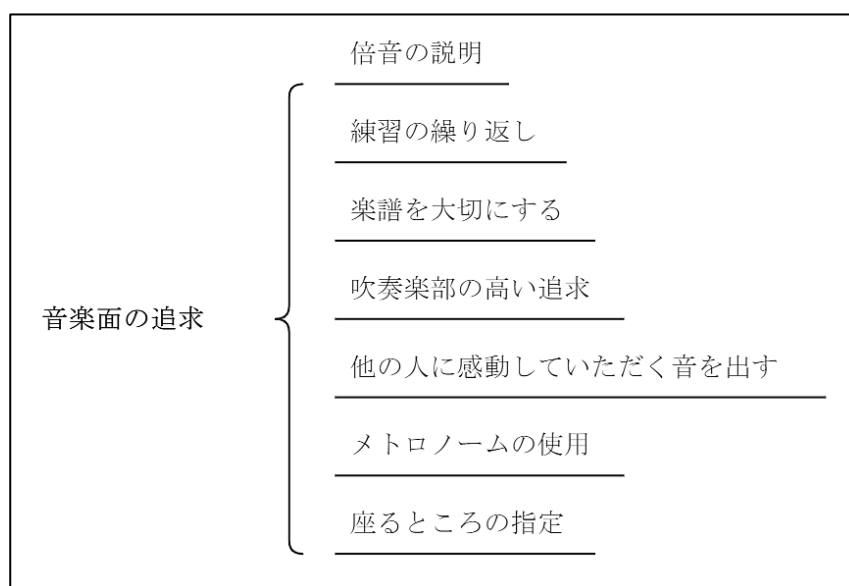 倍音の説明
練習の繰り返し
楽譜を大切にする
吹奏楽部の高い追求
音楽面の追求
他の人に感動していただく音を出す
メトロノームの使用
座るところの指定